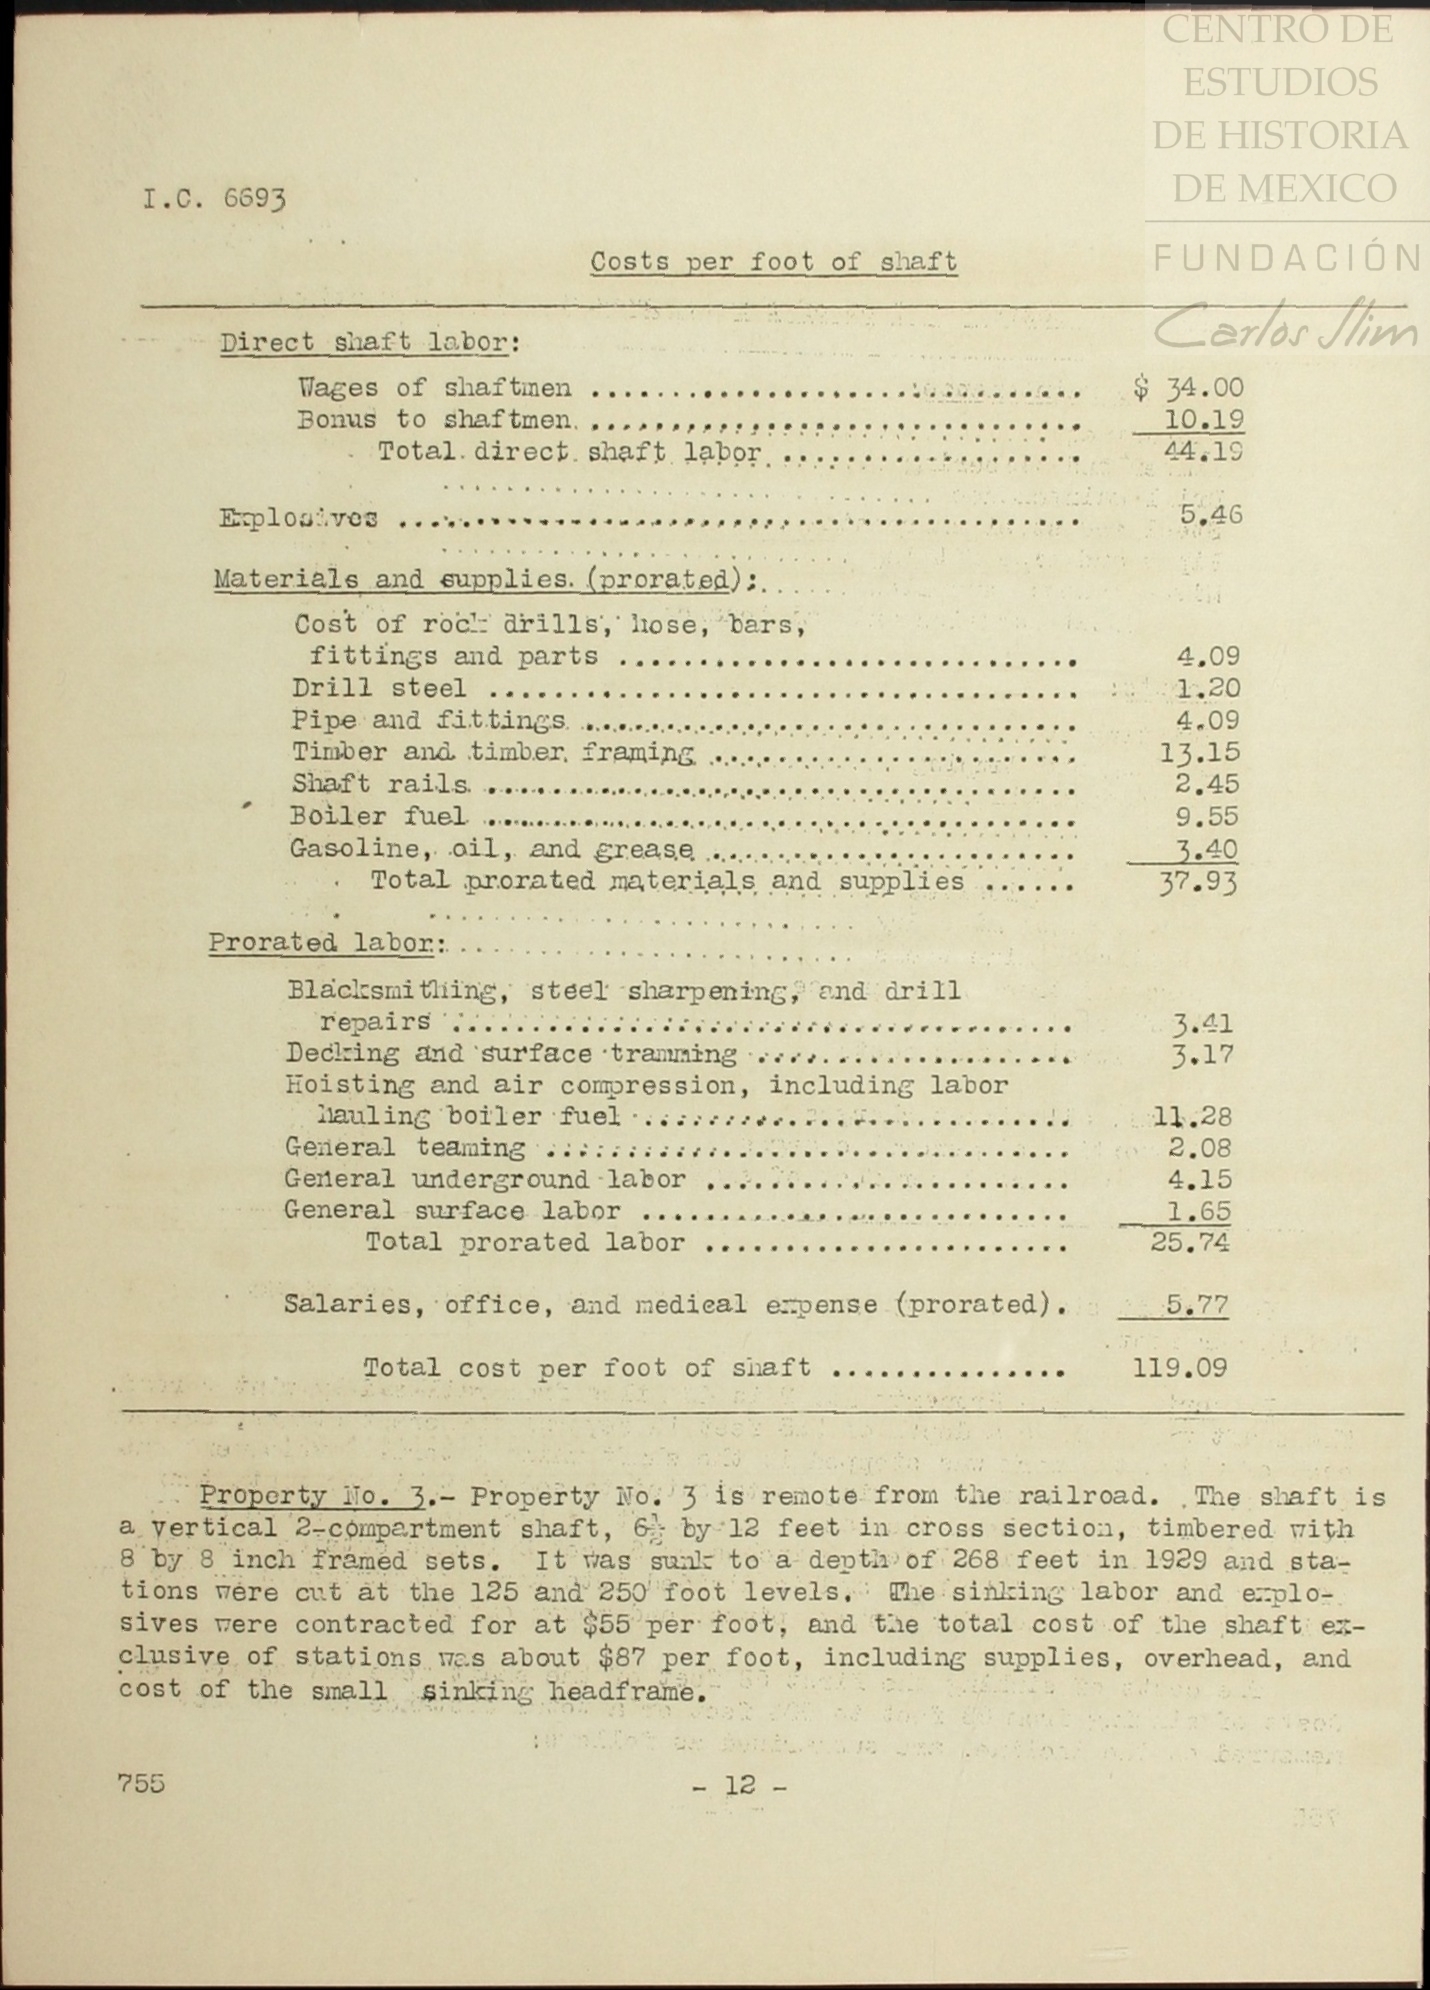 CENTRO DE
ESTUDIOS
DE HISTORIA
DE MEXICO
FUNDACIÓN
Carlos Slim
I.C. 6693
Costs per foot of shaft
Direct shaft labor:
Wages of shaftmen ............................... $ 34.00
Bonus to shaftmen ............................... 10.19
Total direct shaft labor ................... 44.19
Explosives ........................................... 5.46
Materials and supplies (prorated):
Cost of rock drills, hose, bars,
fittings and parts ............................. 4.09
Drill steel ..................................... 1.20
Pipe and fittings ............................... 4.09
Timber and timber framing ....................... 13.15
Shaft rails ..................................... 2.45
Boiler fuel ..................................... 9.55
Gasoline, oil, and grease ....................... 3.40
Total prorated materials and supplies ...... 37.93
Prorated labor:
Blacksmithing, steel sharpening, and drill
repairs ....................................... 3.41
Decking and surface tramming .................... 3.17
Hoisting and air compression, including labor
hauling boiler fuel ........................... 11.28
General teaming ................................. 2.08
General underground labor ....................... 4.15
General surface labor ........................... 1.65
Total prorated labor ....................... 25.74
Salaries, office, and medical expense (prorated). 5.77
Total cost per foot of shaft ............... 119.09
Property No. 3.- Property No. 3 is remote from the railroad. The shaft is
a vertical 2-compartment shaft, 6½ by 12 feet in cross section, timbered with
8 by 8 inch framed sets. It was sunk to a depth of 268 feet in 1929 and sta-
tions were cut at the 125 and 250 foot levels. The sinking labor and explo-
sives were contracted for at $55 per foot, and the total cost of the shaft ex-
clusive of stations was about $87 per foot, including supplies, overhead, and
cost of the small sinking headframe.
755
- 12 -